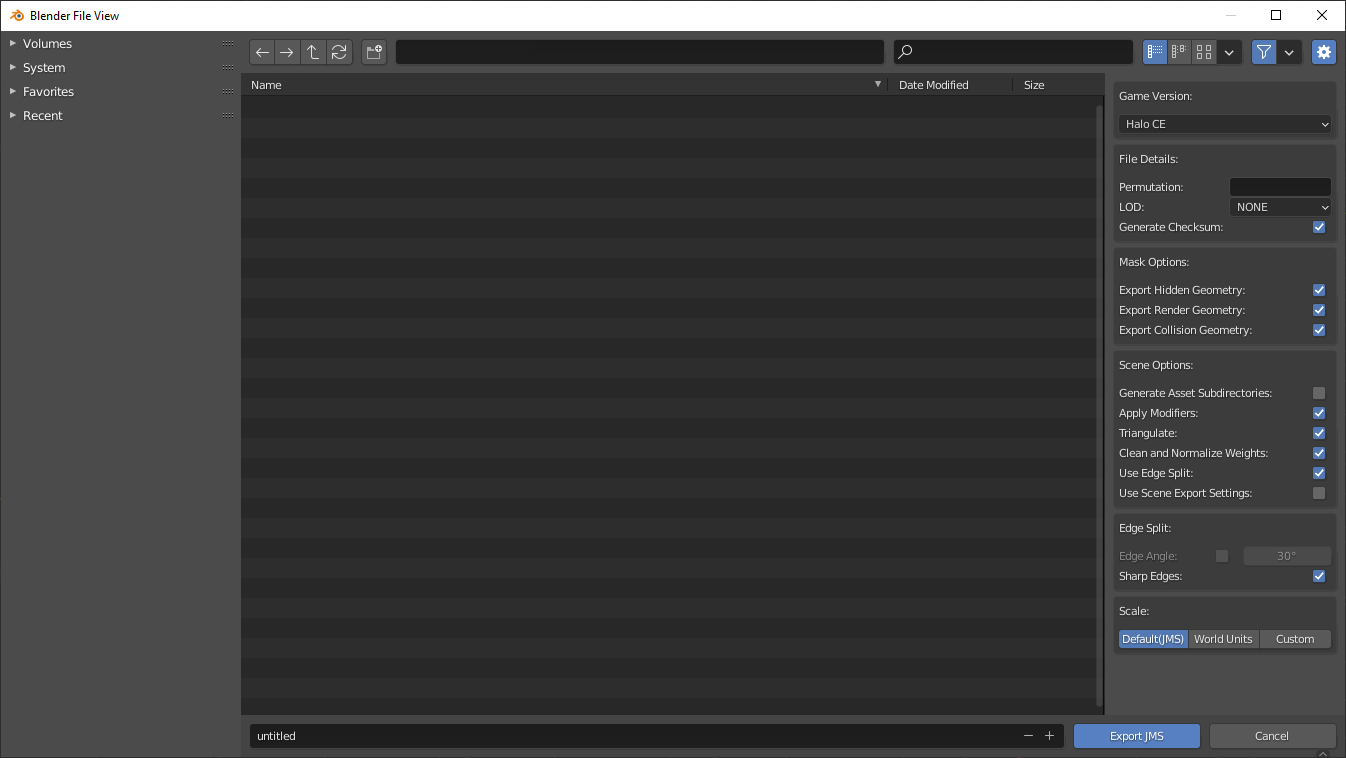 Blender File View
Volumes
System
Favorites
Recent
Name
Date Modified
Size
Game Version:
Halo CE
File Details:
Permutation:
LOD:
NONE
Generate Checksum:
Mask Options:
Export Hidden Geometry:
Export Render Geometry:
Export Collision Geometry:
Scene Options:
Generate Asset Subdirectories:
Apply Modifiers:
Triangulate:
Clean and Normalize Weights:
Use Edge Split:
Use Scene Export Settings:
Edge Split:
Edge Angle:
30°
Sharp Edges:
Scale:
Default(JMS)
World Units
Custom
untitled
Export JMS
Cancel